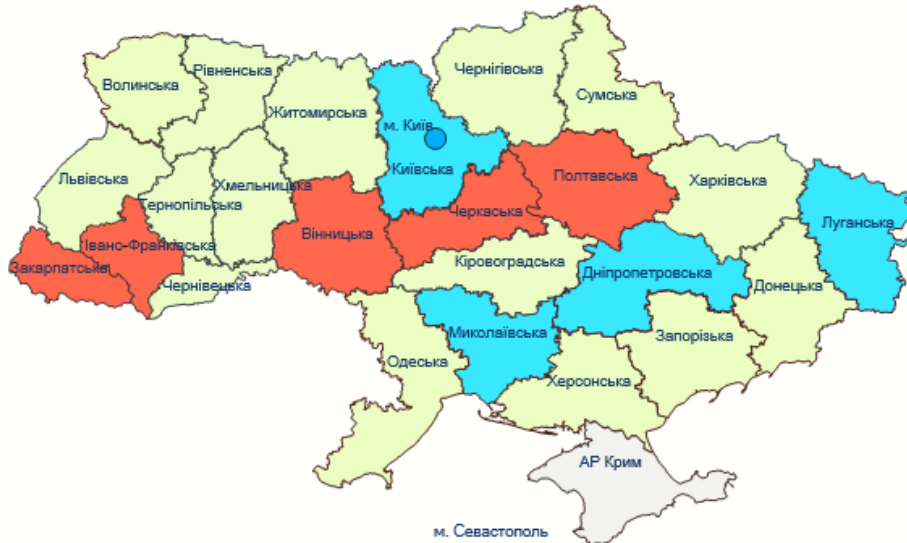 Волинська
Рівненська
Житомирська
Чернігівська
Сумська
м. Київ
Київська
Львівська
Тернопільська
Хмельницька
Полтавська
Харківська
Луганська
Черкаська
Вінницька
Івано-Франківська
Закарпатська
Чернівецька
Кіровоградська
Дніпропетровська
Донецька
Миколаївська
Запорізька
Одеська
Херсонська
АР Крим
м. Севастополь